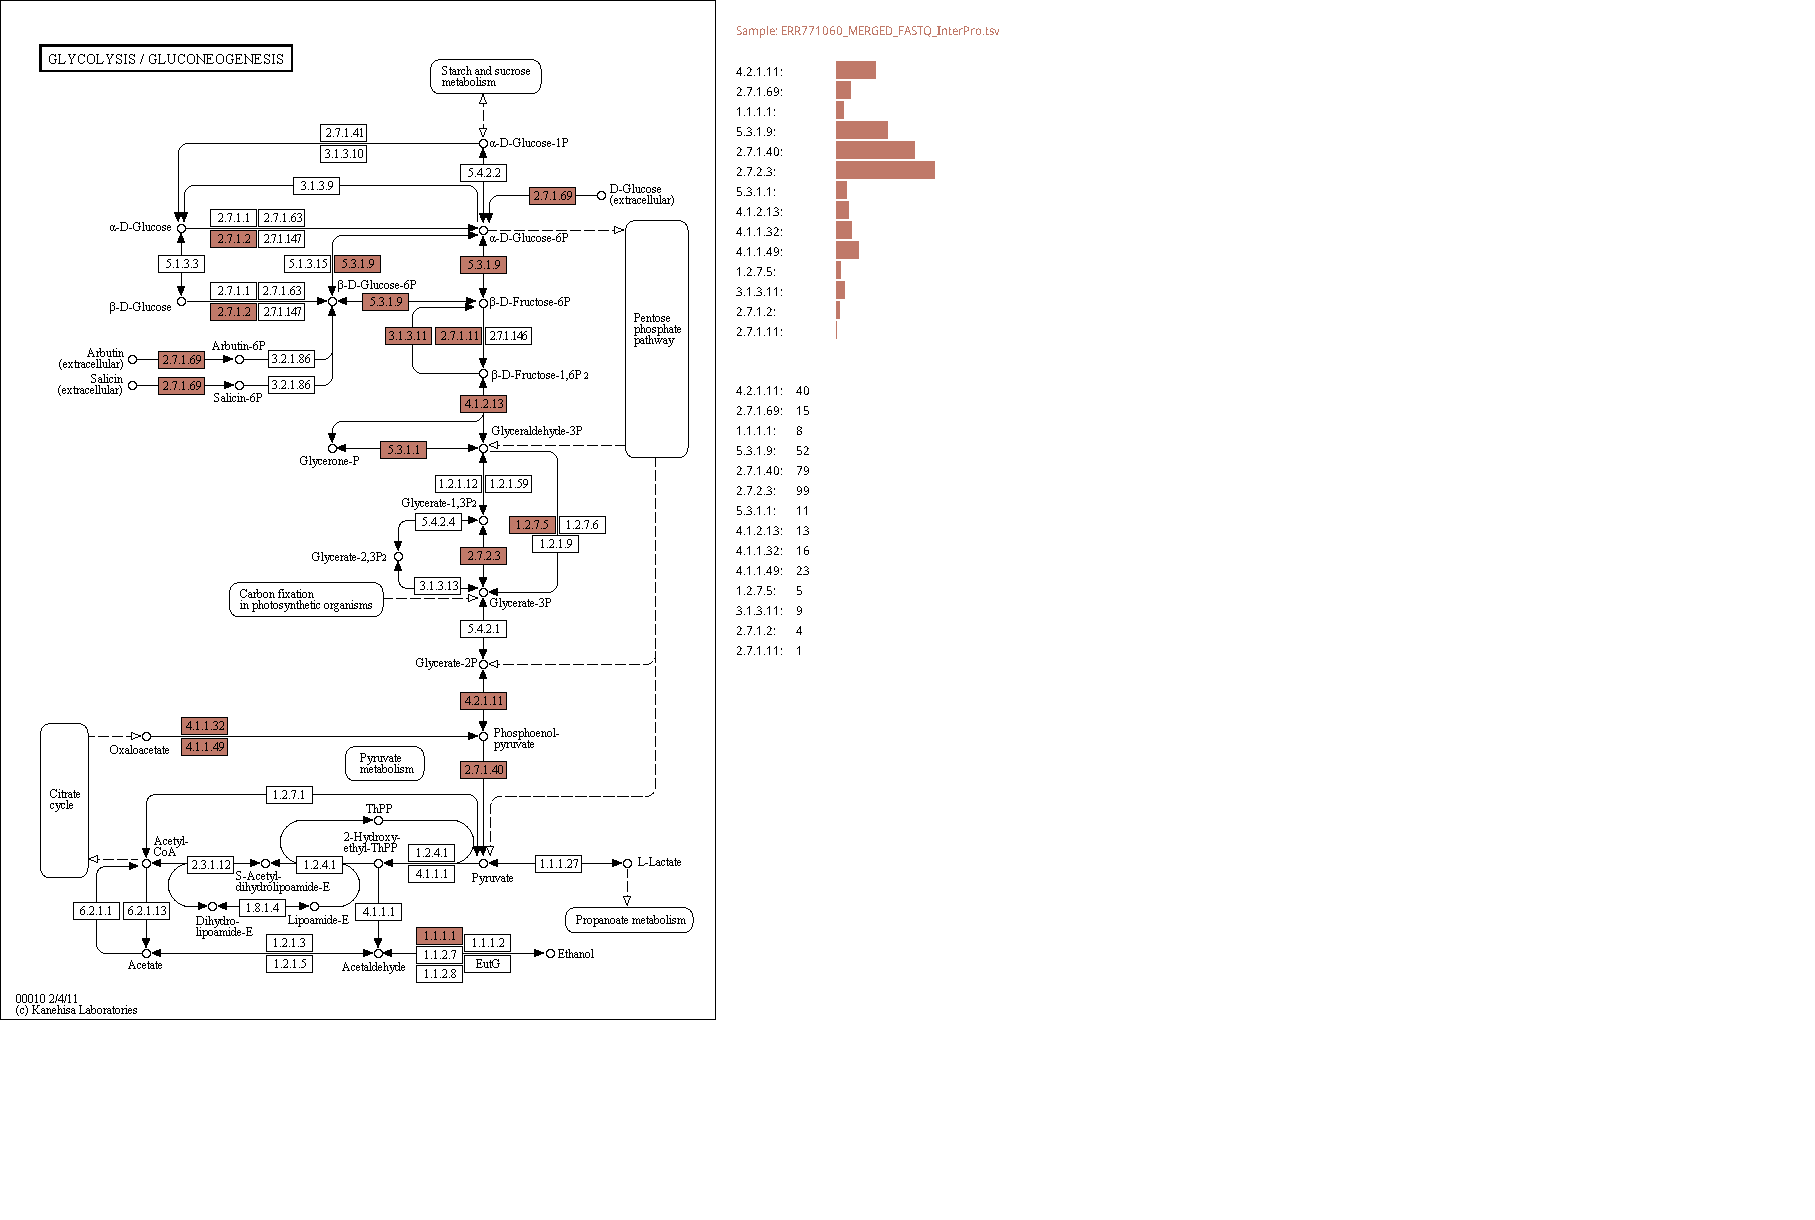 GLYCOLYSIS / GLUCONEOGENESIS
Starch and sucrose
metabolism
2.7.1.41
3.1.3.10
α-D-Glucose-1P
5.4.2.2
3.1.3.9
2.7.1.69
D-Glucose
(extracellular)
2.7.1.1
2.7.1.63
α-D-Glucose
2.7.1.2
2.7.1.147
α-D-Glucose-6P
5.1.3.3
5.1.3.15
5.3.1.9
5.3.1.9
β-D-Glucose-6P
2.7.1.1
2.7.1.63
β-D-Glucose
2.7.1.2
2.7.1.147
5.3.1.9
β-D-Fructose-6P
Pentose
phosphate
pathway
3.1.3.11
2.7.1.11
2.7.1.146
Arbutin
(extracellular)
2.7.1.69
Arbutin-6P
3.2.1.86
Salicin
(extracellular)
2.7.1.69
Salicin-6P
3.2.1.86
β-D-Fructose-1,6P2
4.1.2.13
Glyceraldehyde-3P
5.3.1.1
Glycerone-P
1.2.1.12
1.2.1.59
Glycerate-1,3P2
5.4.2.4
1.2.7.5
1.2.7.6
1.2.1.9
Glycerate-2,3P2
2.7.2.3
3.1.3.13
Carbon fixation
in photosynthetic organisms
Glycerate-3P
5.4.2.1
Glycerate-2P
4.2.1.11
4.1.1.32
Oxaloacetate
4.1.1.49
Phosphoenol-
pyruvate
Pyruvate
metabolism
2.7.1.40
Citrate
cycle
1.2.7.1
ThPP
Acetyl-
CoA
2-Hydroxy-
ethyl-ThPP
2.3.1.12
1.2.4.1
1.2.4.1
4.1.1.1
1.1.1.27
L-Lactate
Pyruvate
S-Acetyl-
dihydrolipoamide-E
6.2.1.1
6.2.1.13
1.8.1.4
Dihydro-
lipoamide-E
Lipoamide-E
4.1.1.1
Propanoate metabolism
1.2.1.3
1.2.1.5
1.1.1.1
1.1.2.7
1.1.2.8
1.1.1.2
EutG
Ethanol
Acetate
Acetaldehyde
00010 2/4/11
(c) Kanehisa Laboratories
Sample: ERR771060_MERGED_FASTQ_InterPro.tsv
4.2.1.11:
2.7.1.69:
1.1.1.1:
5.3.1.9:
2.7.1.40:
2.7.2.3:
5.3.1.1:
4.1.2.13:
4.1.1.32:
4.1.1.49:
1.2.7.5:
3.1.3.11:
2.7.1.2:
2.7.1.11:
4.2.1.11: 40
2.7.1.69: 15
1.1.1.1: 8
5.3.1.9: 52
2.7.1.40: 79
2.7.2.3: 99
5.3.1.1: 11
4.1.2.13: 13
4.1.1.32: 16
4.1.1.49: 23
1.2.7.5: 5
3.1.3.11: 9
2.7.1.2: 4
2.7.1.11: 1